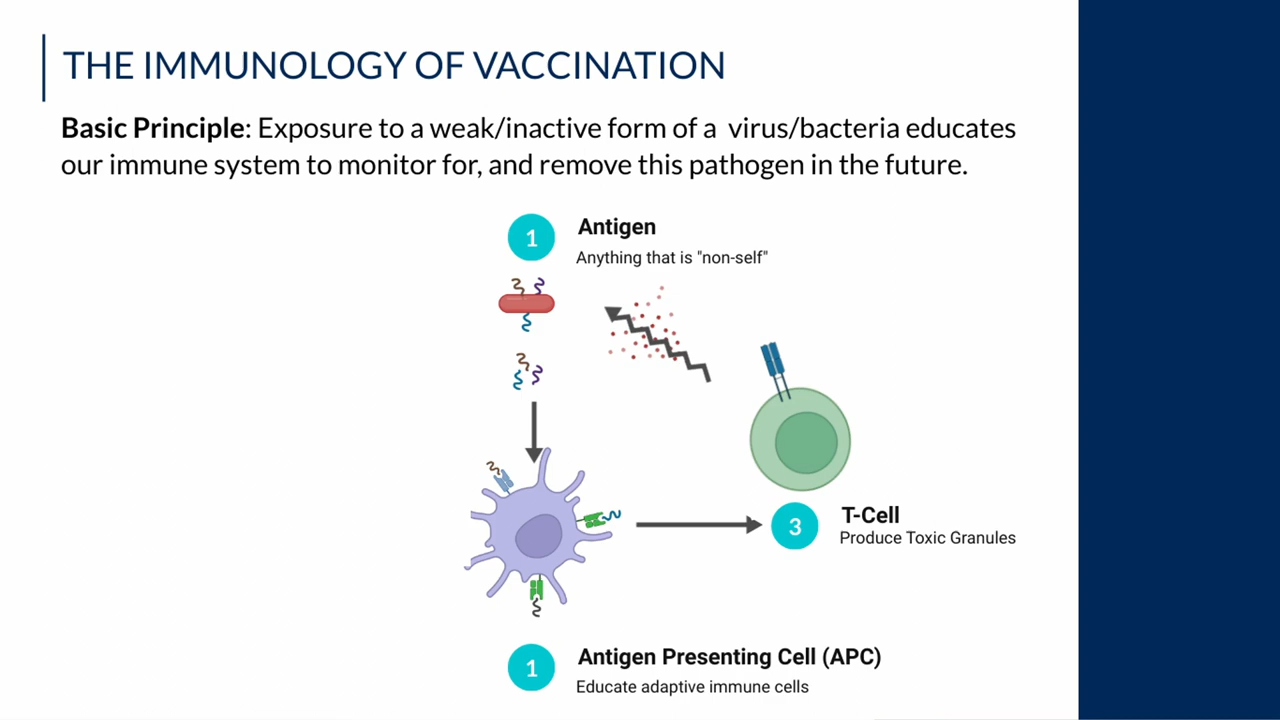 THE IMMUNOLOGY OF VACCINATION
Basic Principle: Exposure to a weak/inactive form of a virus/bacteria educates
our immune system to monitor for, and remove this pathogen in the future.
1
Antigen
Anything that is "non-self"
3
T-Cell
Produce Toxic Granules
1
Antigen Presenting Cell (APC)
Educate adaptive immune cells